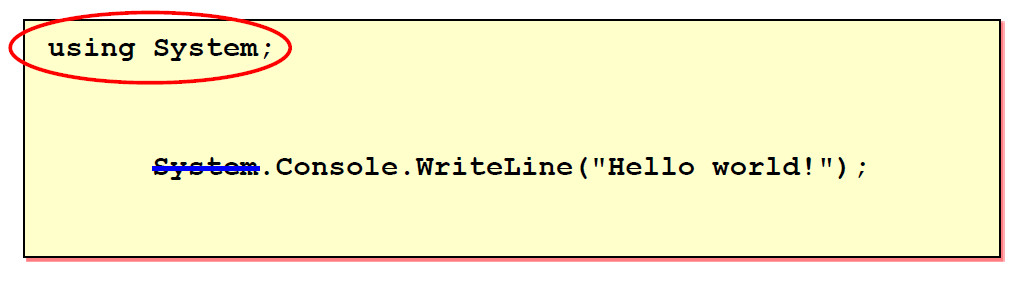 using System;
System.Console.WriteLine("Hello world!");